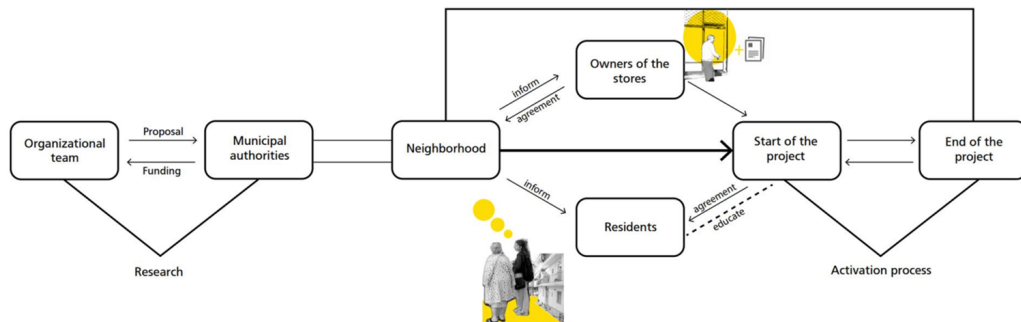 Organizational
team
Proposal
Funding
Municipal
authorities
Research
Neighborhood
inform
agreement
Owners of the
stores
+
inform
Residents
agreement
educate
Start of the
project
End of the
project
Activation process